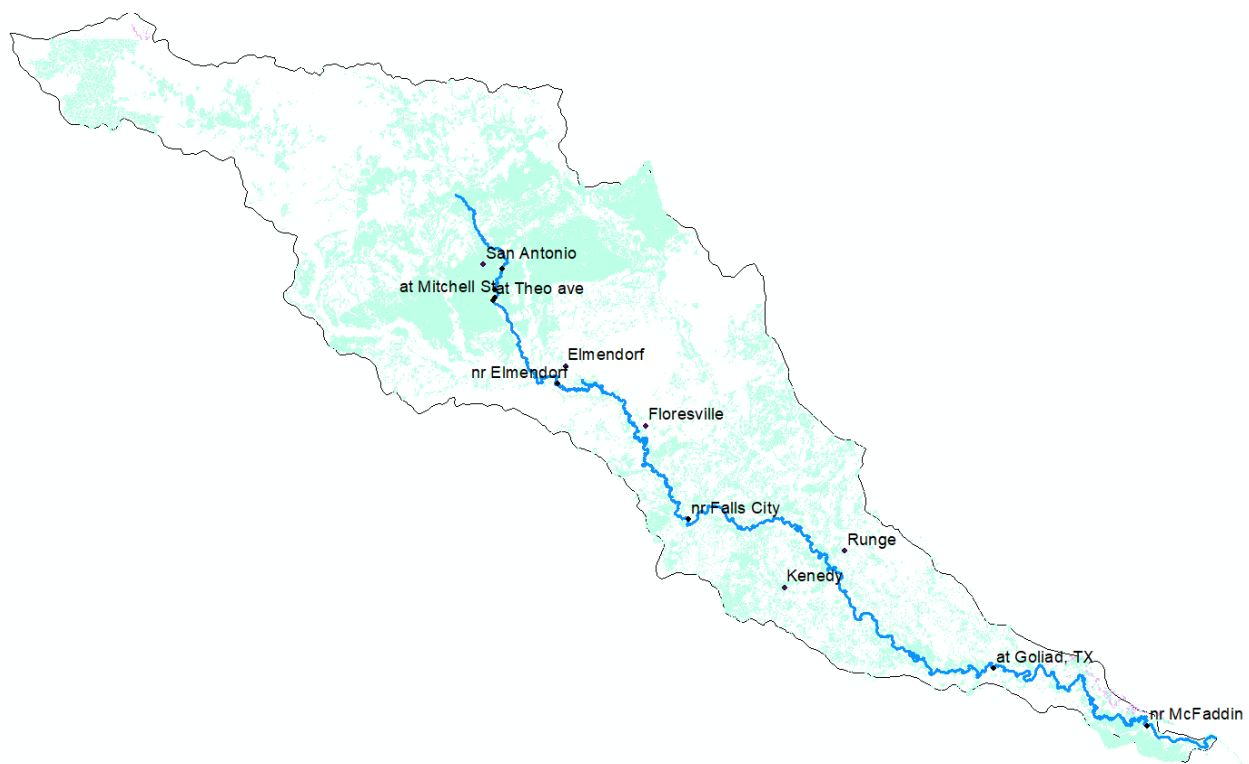 San Antonio
at Mitchell St
at Theo ave
Elmendorf
nr Elmendorf
Floresville
nr Falls City
Runge
Kenedy
at Goliad, TX
nr McFaddin